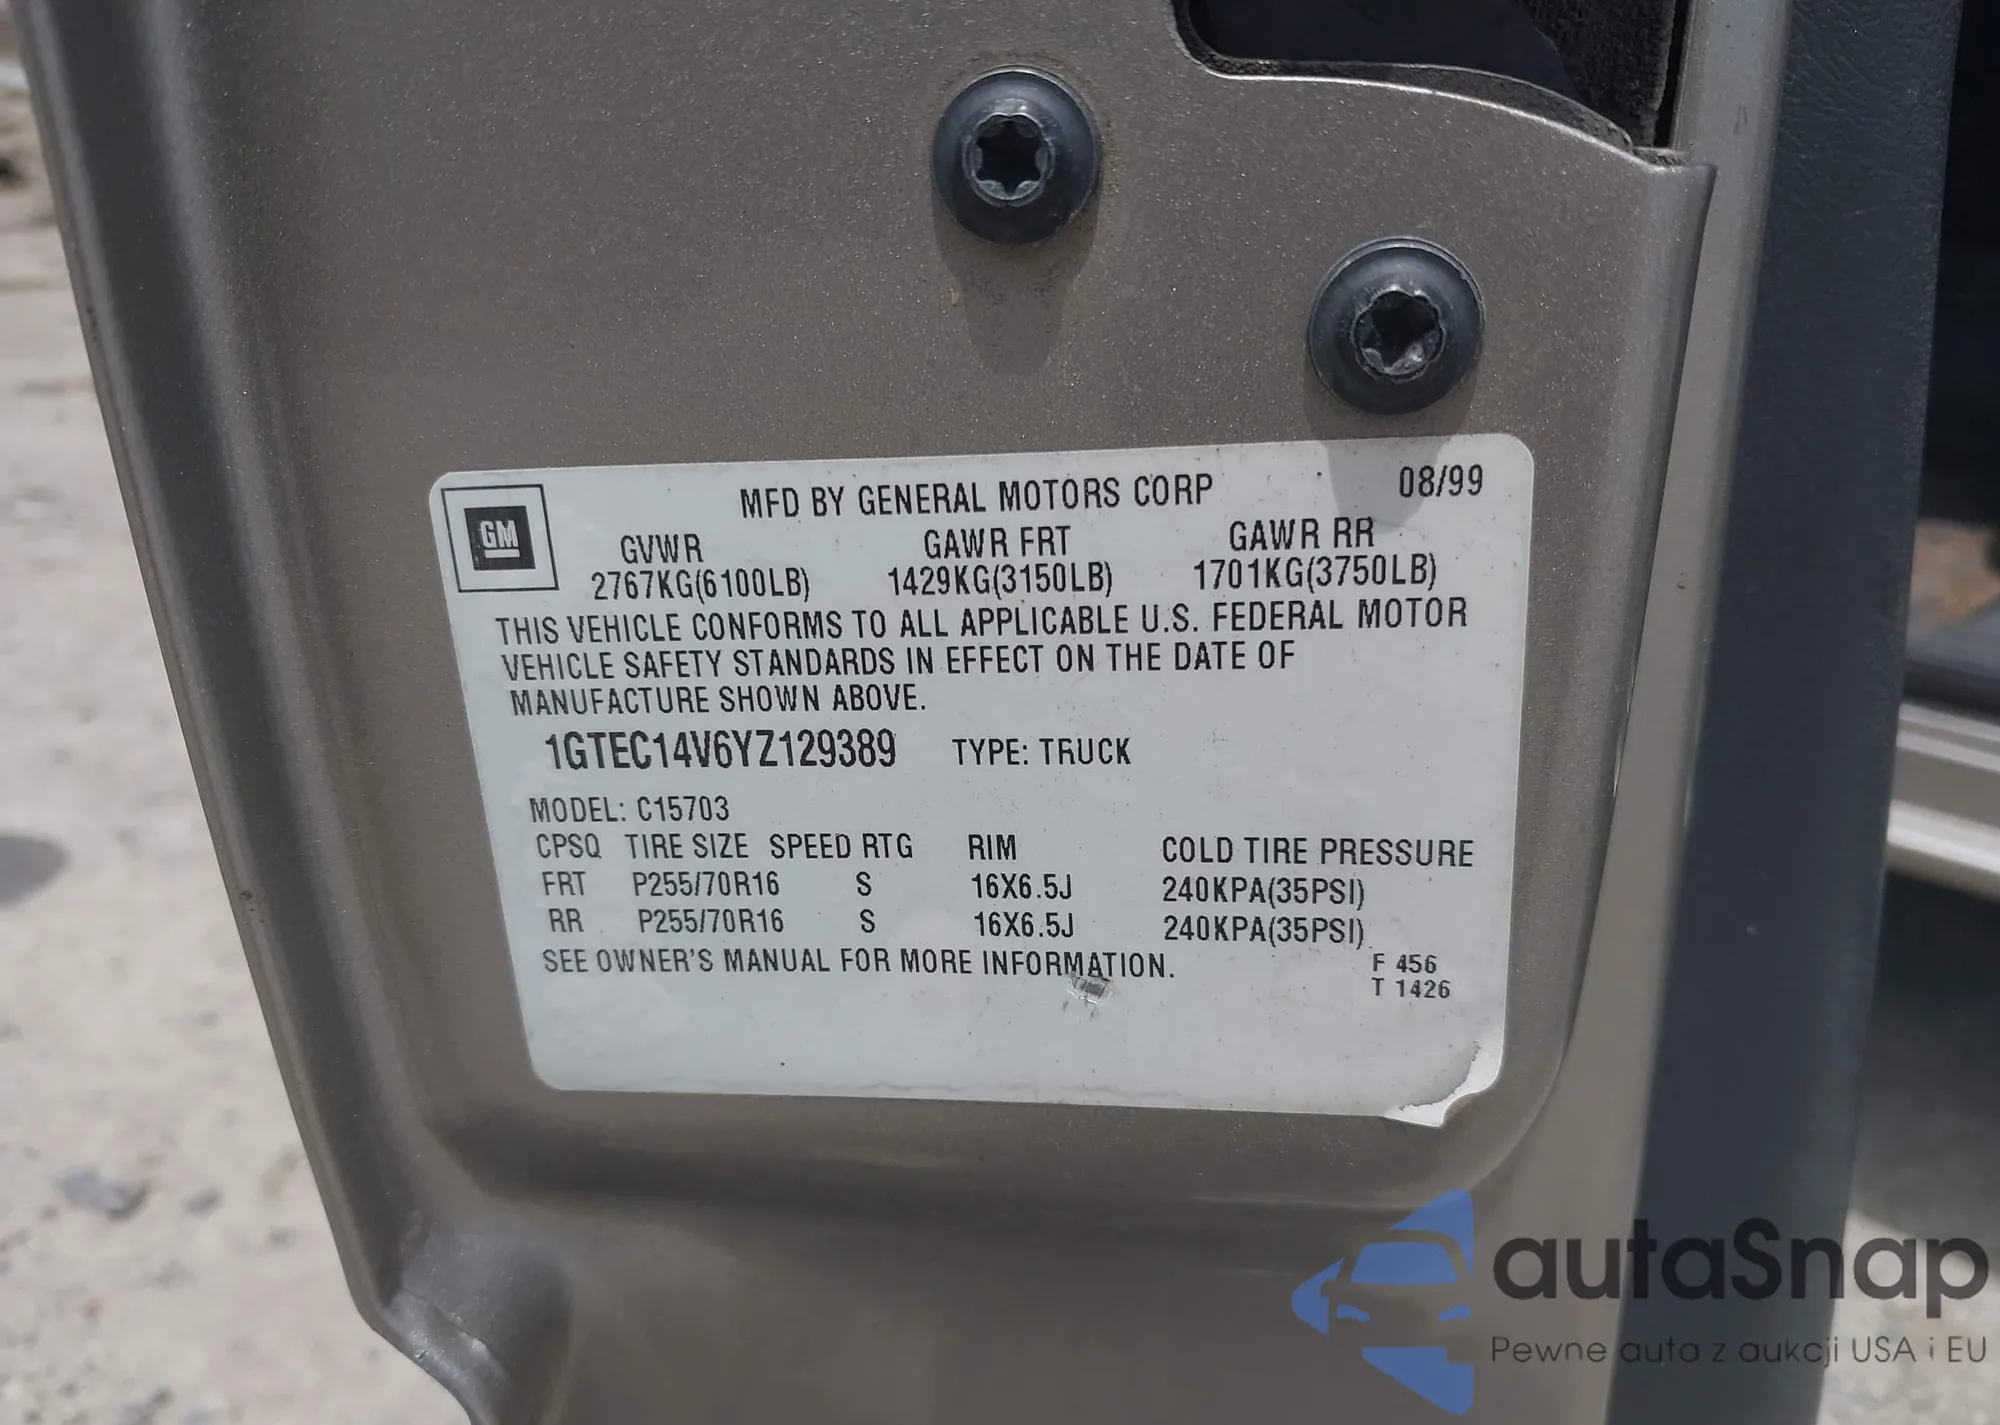 MFD BY GENERAL MOTORS CORP 08/99
GM
GVWR GAWR FRT GAWR RR
2767KG(6100LB) 1429KG(3150LB) 1701KG(3750LB)
THIS VEHICLE CONFORMS TO ALL APPLICABLE U.S. FEDERAL MOTOR
VEHICLE SAFETY STANDARDS IN EFFECT ON THE DATE OF
MANUFACTURE SHOWN ABOVE.
1GTEC14V6YZ129389 TYPE: TRUCK
MODEL: C15703
CPSQ TIRE SIZE SPEED RTG RIM COLD TIRE PRESSURE
FRT P255/70R16 S 16X6.5J 240KPA(35PSI)
RR P255/70R16 S 16X6.5J 240KPA(35PSI)
SEE OWNER'S MANUAL FOR MORE INFORMATION.
F 456
T 1426
autaSnap
Pewne auta z aukcji USA i EU